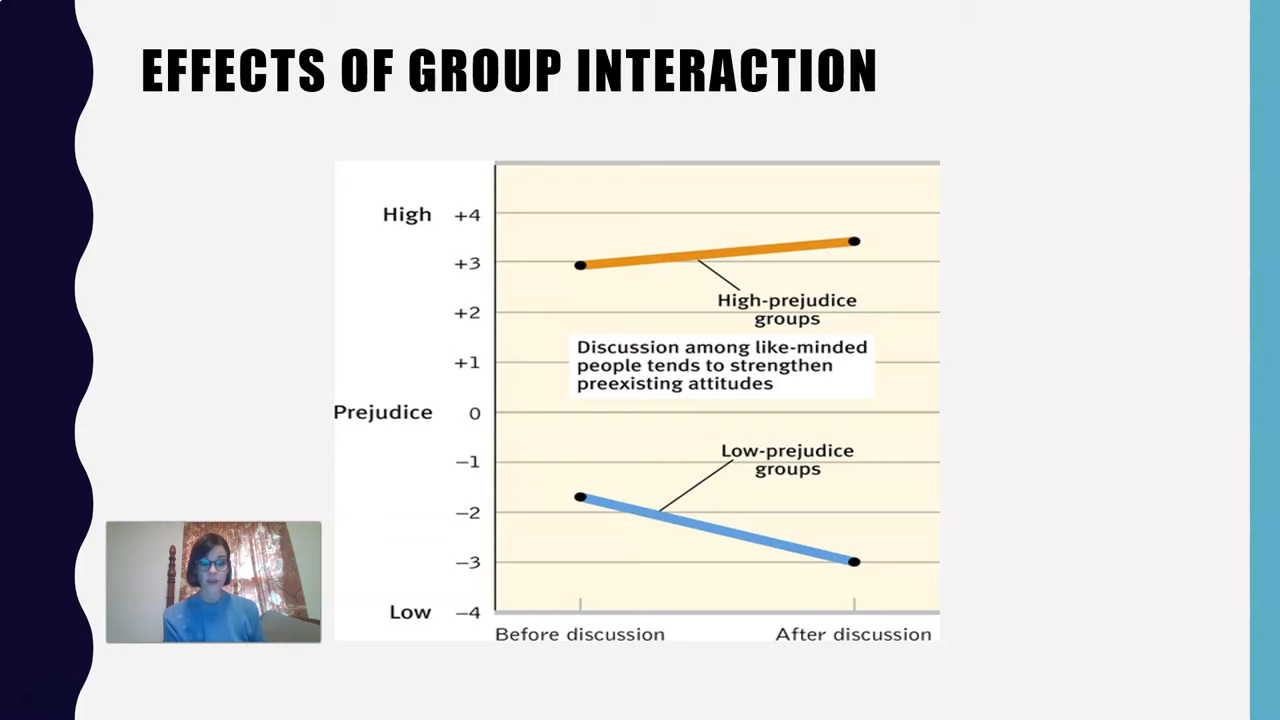 EFFECTS OF GROUP INTERACTION
High +4
+3
High-prejudice
groups
+2
Discussion among like-minded
people tends to strengthen
preexisting attitudes
+1
Prejudice 0
Low-prejudice
groups
−1
−2
−3
Low −4
Before discussion After discussion